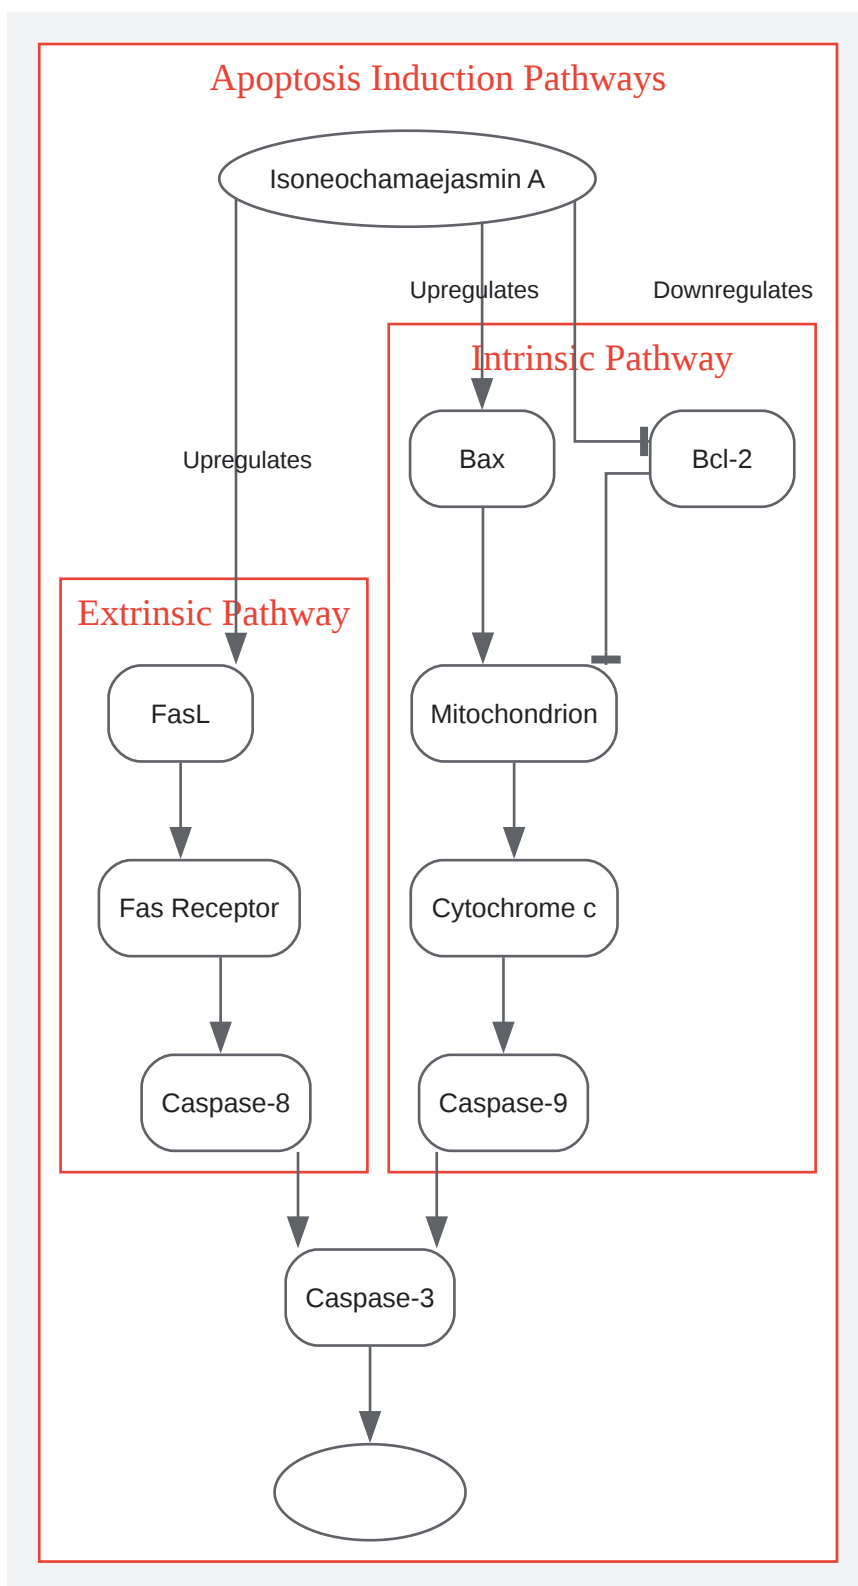 Apoptosis Induction Pathways
Isoneochamaejasmin A
Upregulates
Downregulates
Intrinsic Pathway
Bax
Bcl-2
Upregulates
Extrinsic Pathway
FasL
Mitochondrion
Fas Receptor
Cytochrome c
Caspase-8
Caspase-9
Caspase-3